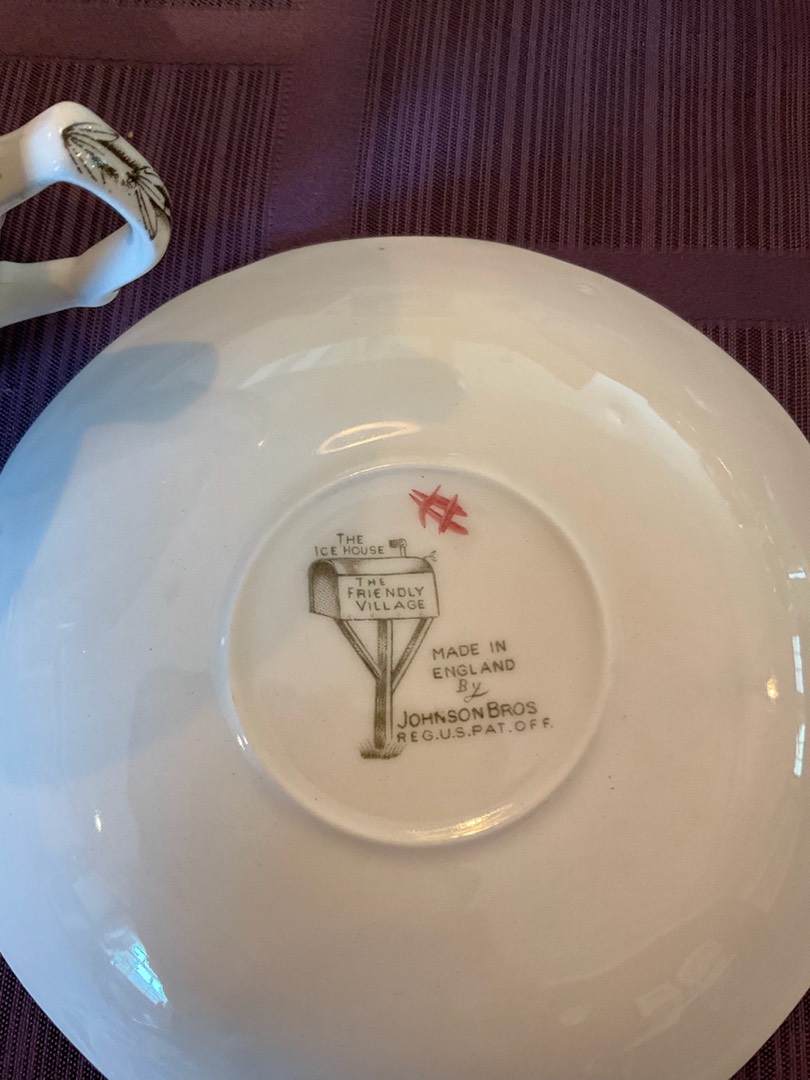 THE
ICE HOUSE
THE
FRIENDLY
VILLAGE
MADE IN
ENGLAND
By
JOHNSON BROS
REG.U.S.PAT.OFF.